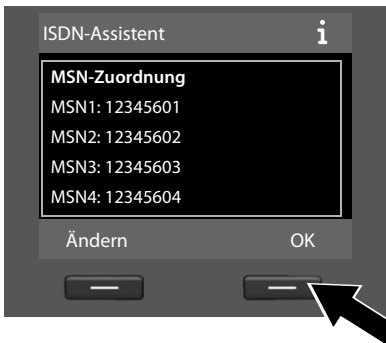 ISDN-Assistent i
MSN-Zuordnung
MSN1: 12345601
MSN2: 12345602
MSN3: 12345603
MSN4: 12345604
Ändern OK